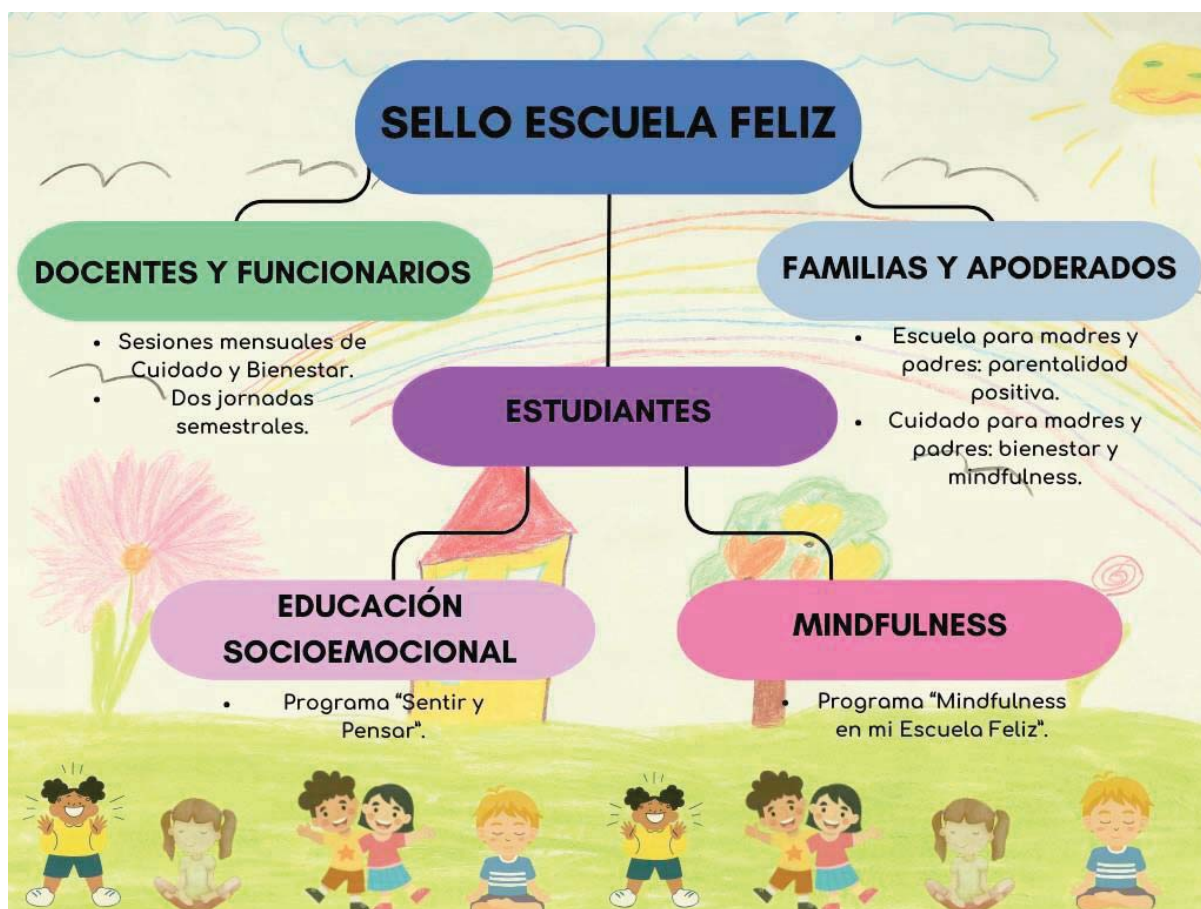 SELLO ESCUELA FELIZ
DOCENTES Y FUNCIONARIOS
• Sesiones mensuales de
Cuidado y Bienestar.
• Dos jornadas
semestrales.
FAMILIAS Y APODERADOS
• Escuela para madres y
padres: parentalidad
positiva.
• Cuidado para madres y
padres: bienestar y
mindfulness.
ESTUDIANTES
EDUCACIÓN
SOCIOEMOCIONAL
• Programa “Sentir y
Pensar”.
MINDFULNESS
• Programa “Mindfulness
en mi Escuela Feliz”.